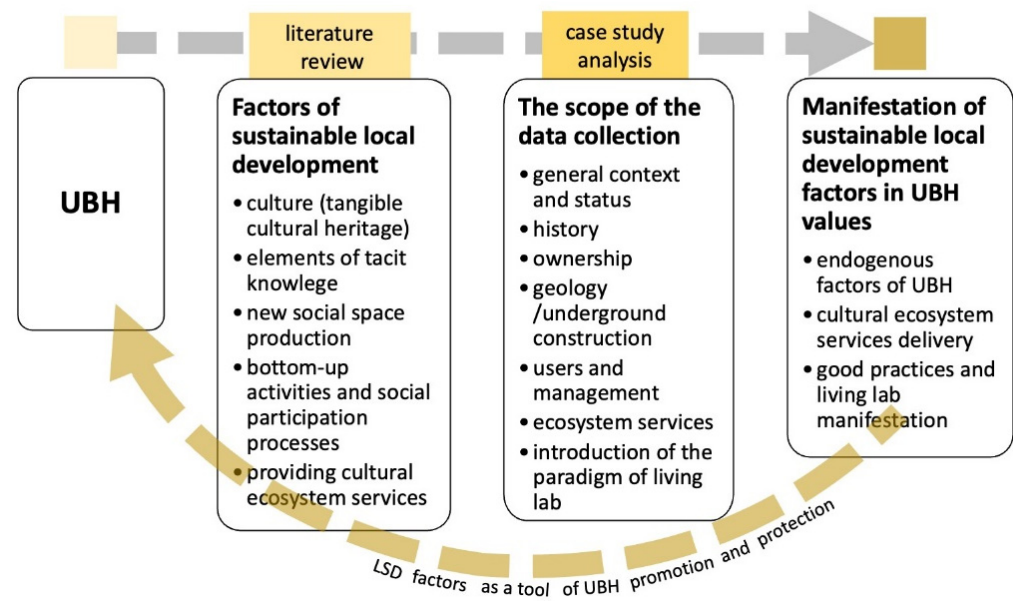 literature
review
case study
analysis
UBH
Factors of
sustainable local
development
• culture (tangible
cultural heritage)
• elements of tacit
knowlege
• new social space
production
• bottom-up
activities and social
participation
processes
• providing cultural
ecosystem services
The scope of the
data collection
• general context
and status
• history
• ownership
• geology
/underground
construction
• users and
management
• ecosystem services
• introduction of the
paradigm of living
lab
Manifestation of
sustainable local
development
factors in UBH
values
• endogenous
factors of UBH
• cultural ecosystem
services delivery
• good practices and
living lab
manifestation
LSD factors as a tool of UBH promotion and protection